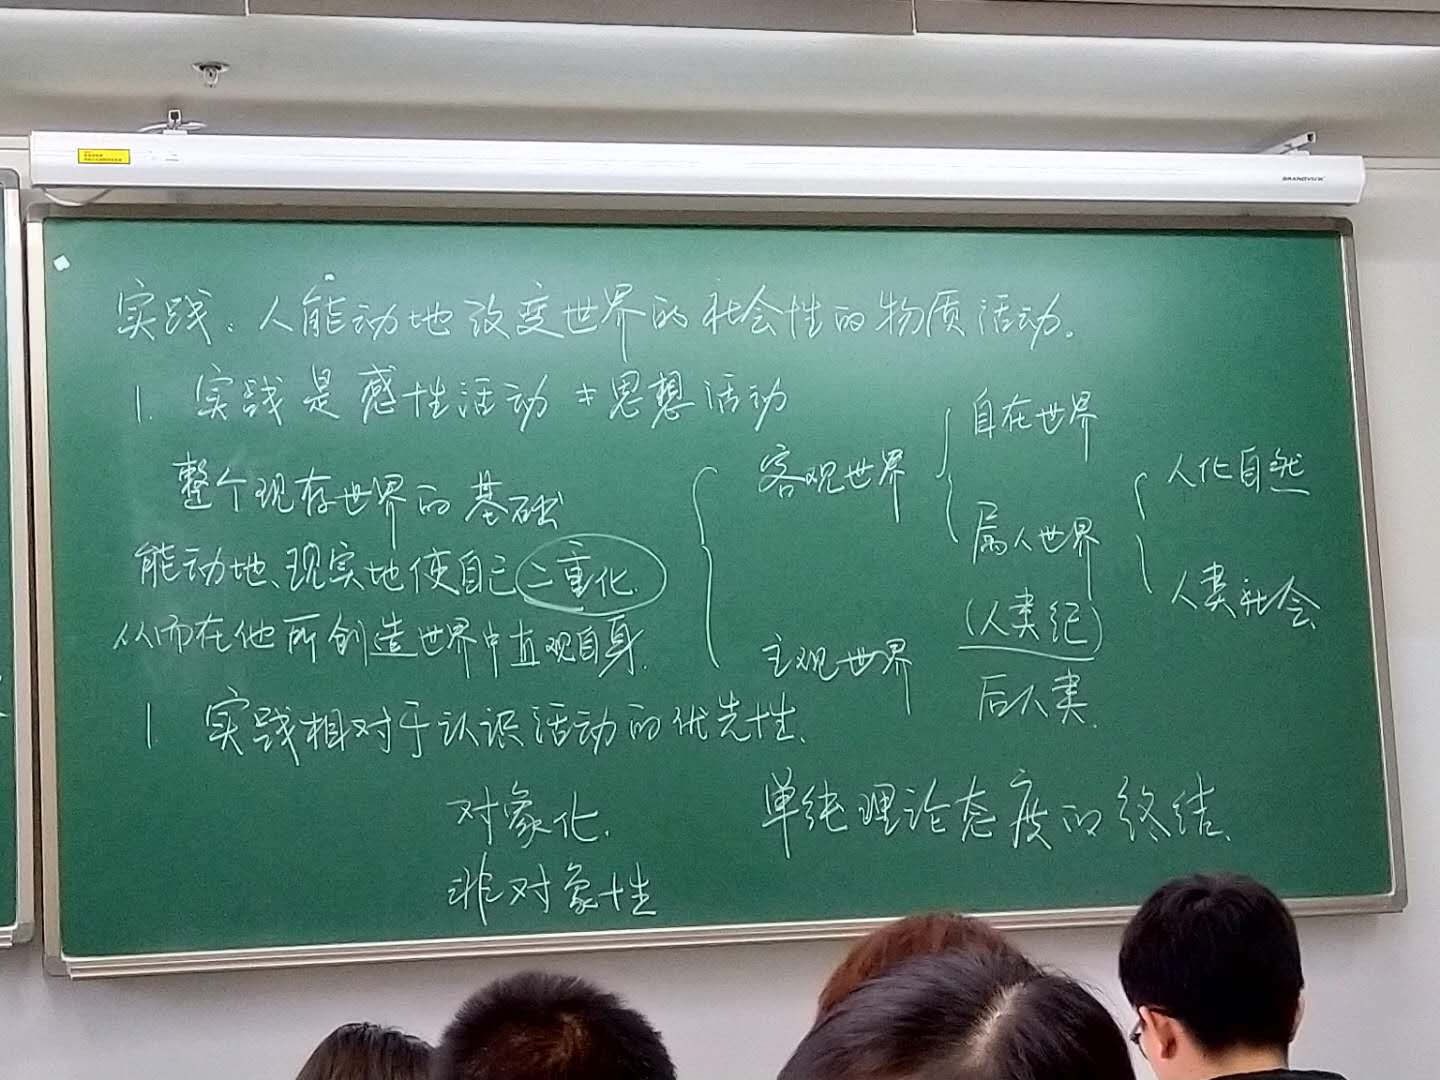 实践：人能动地改变世界的社会性的物质活动。
1. 实践是感性活动 ≠ 思想活动
整个现存世界的基础
能动地、现实地使自己二重化.
从而在他所创造世界中直观自身.
1 实践相对于认识活动的优先性.
对象化.
非对象性
客观世界
主观世界
自在世界
属人世界
(人类纪)
后人类.
人化自然
人类社会
单纯理论态度的终结.
GRANDVIEW